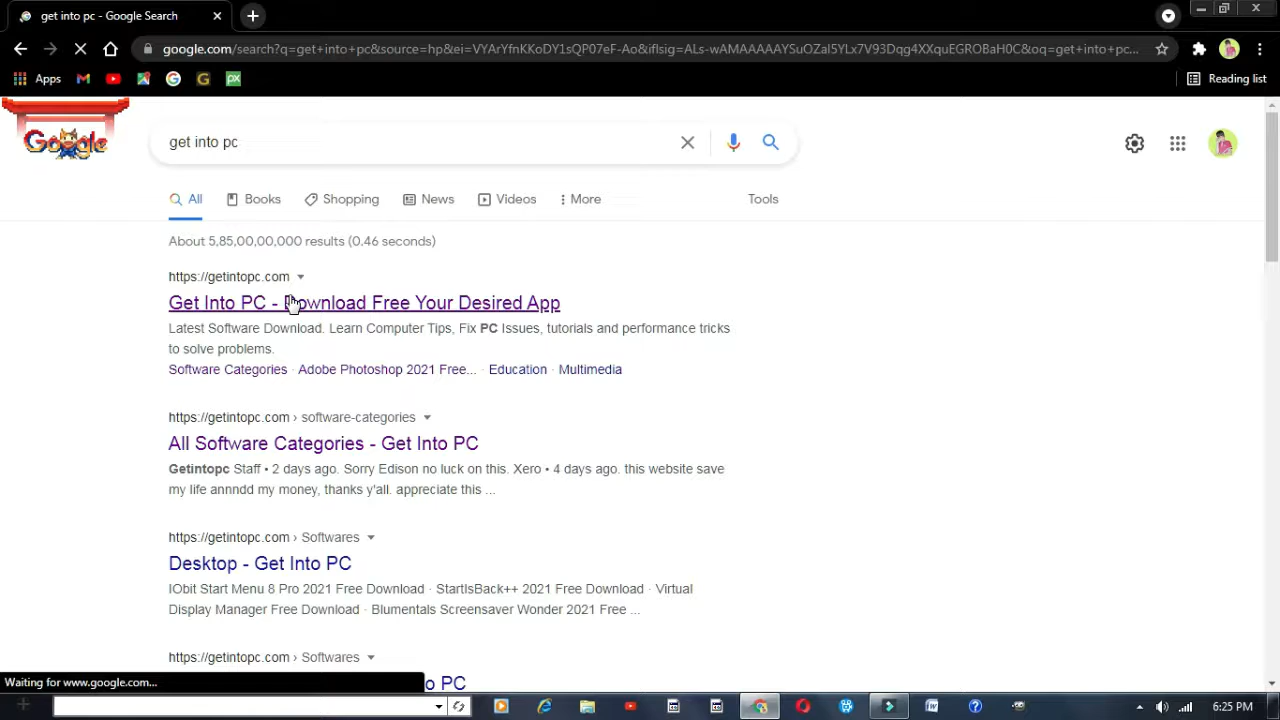 get into pc - Google Search
google.com/search?q=get+into+pc&source=hp&ei=VYArYfnKKoDY1sQP07eF-Ao&iflsig=ALs-wAMAAAAAYSuOZal5YLx7V93Dqg4XXquEGROBaH0C&oq=get+into+pc...
Apps
Reading list
Google
get into pc
All
Books
Shopping
News
Videos
More
Tools
About 5,85,00,00,000 results (0.46 seconds)
https://getintopc.com
Get Into PC - Download Free Your Desired App
Latest Software Download. Learn Computer Tips, Fix PC Issues, tutorials and performance tricks
to solve problems.
Software Categories · Adobe Photoshop 2021 Free... · Education · Multimedia
https://getintopc.com › software-categories
All Software Categories - Get Into PC
Getintopc Staff • 2 days ago. Sorry Edison no luck on this. Xero • 4 days ago. this website save
my life annndd my money, thanks y'all. appreciate this ...
https://getintopc.com › Softwares
Desktop - Get Into PC
IObit Start Menu 8 Pro 2021 Free Download · StartIsBack++ 2021 Free Download · Virtual
Display Manager Free Download · Blumentals Screensaver Wonder 2021 Free ...
https://getintopc.com › Softwares
o PC
Waiting for www.google.com...
6:25 PM